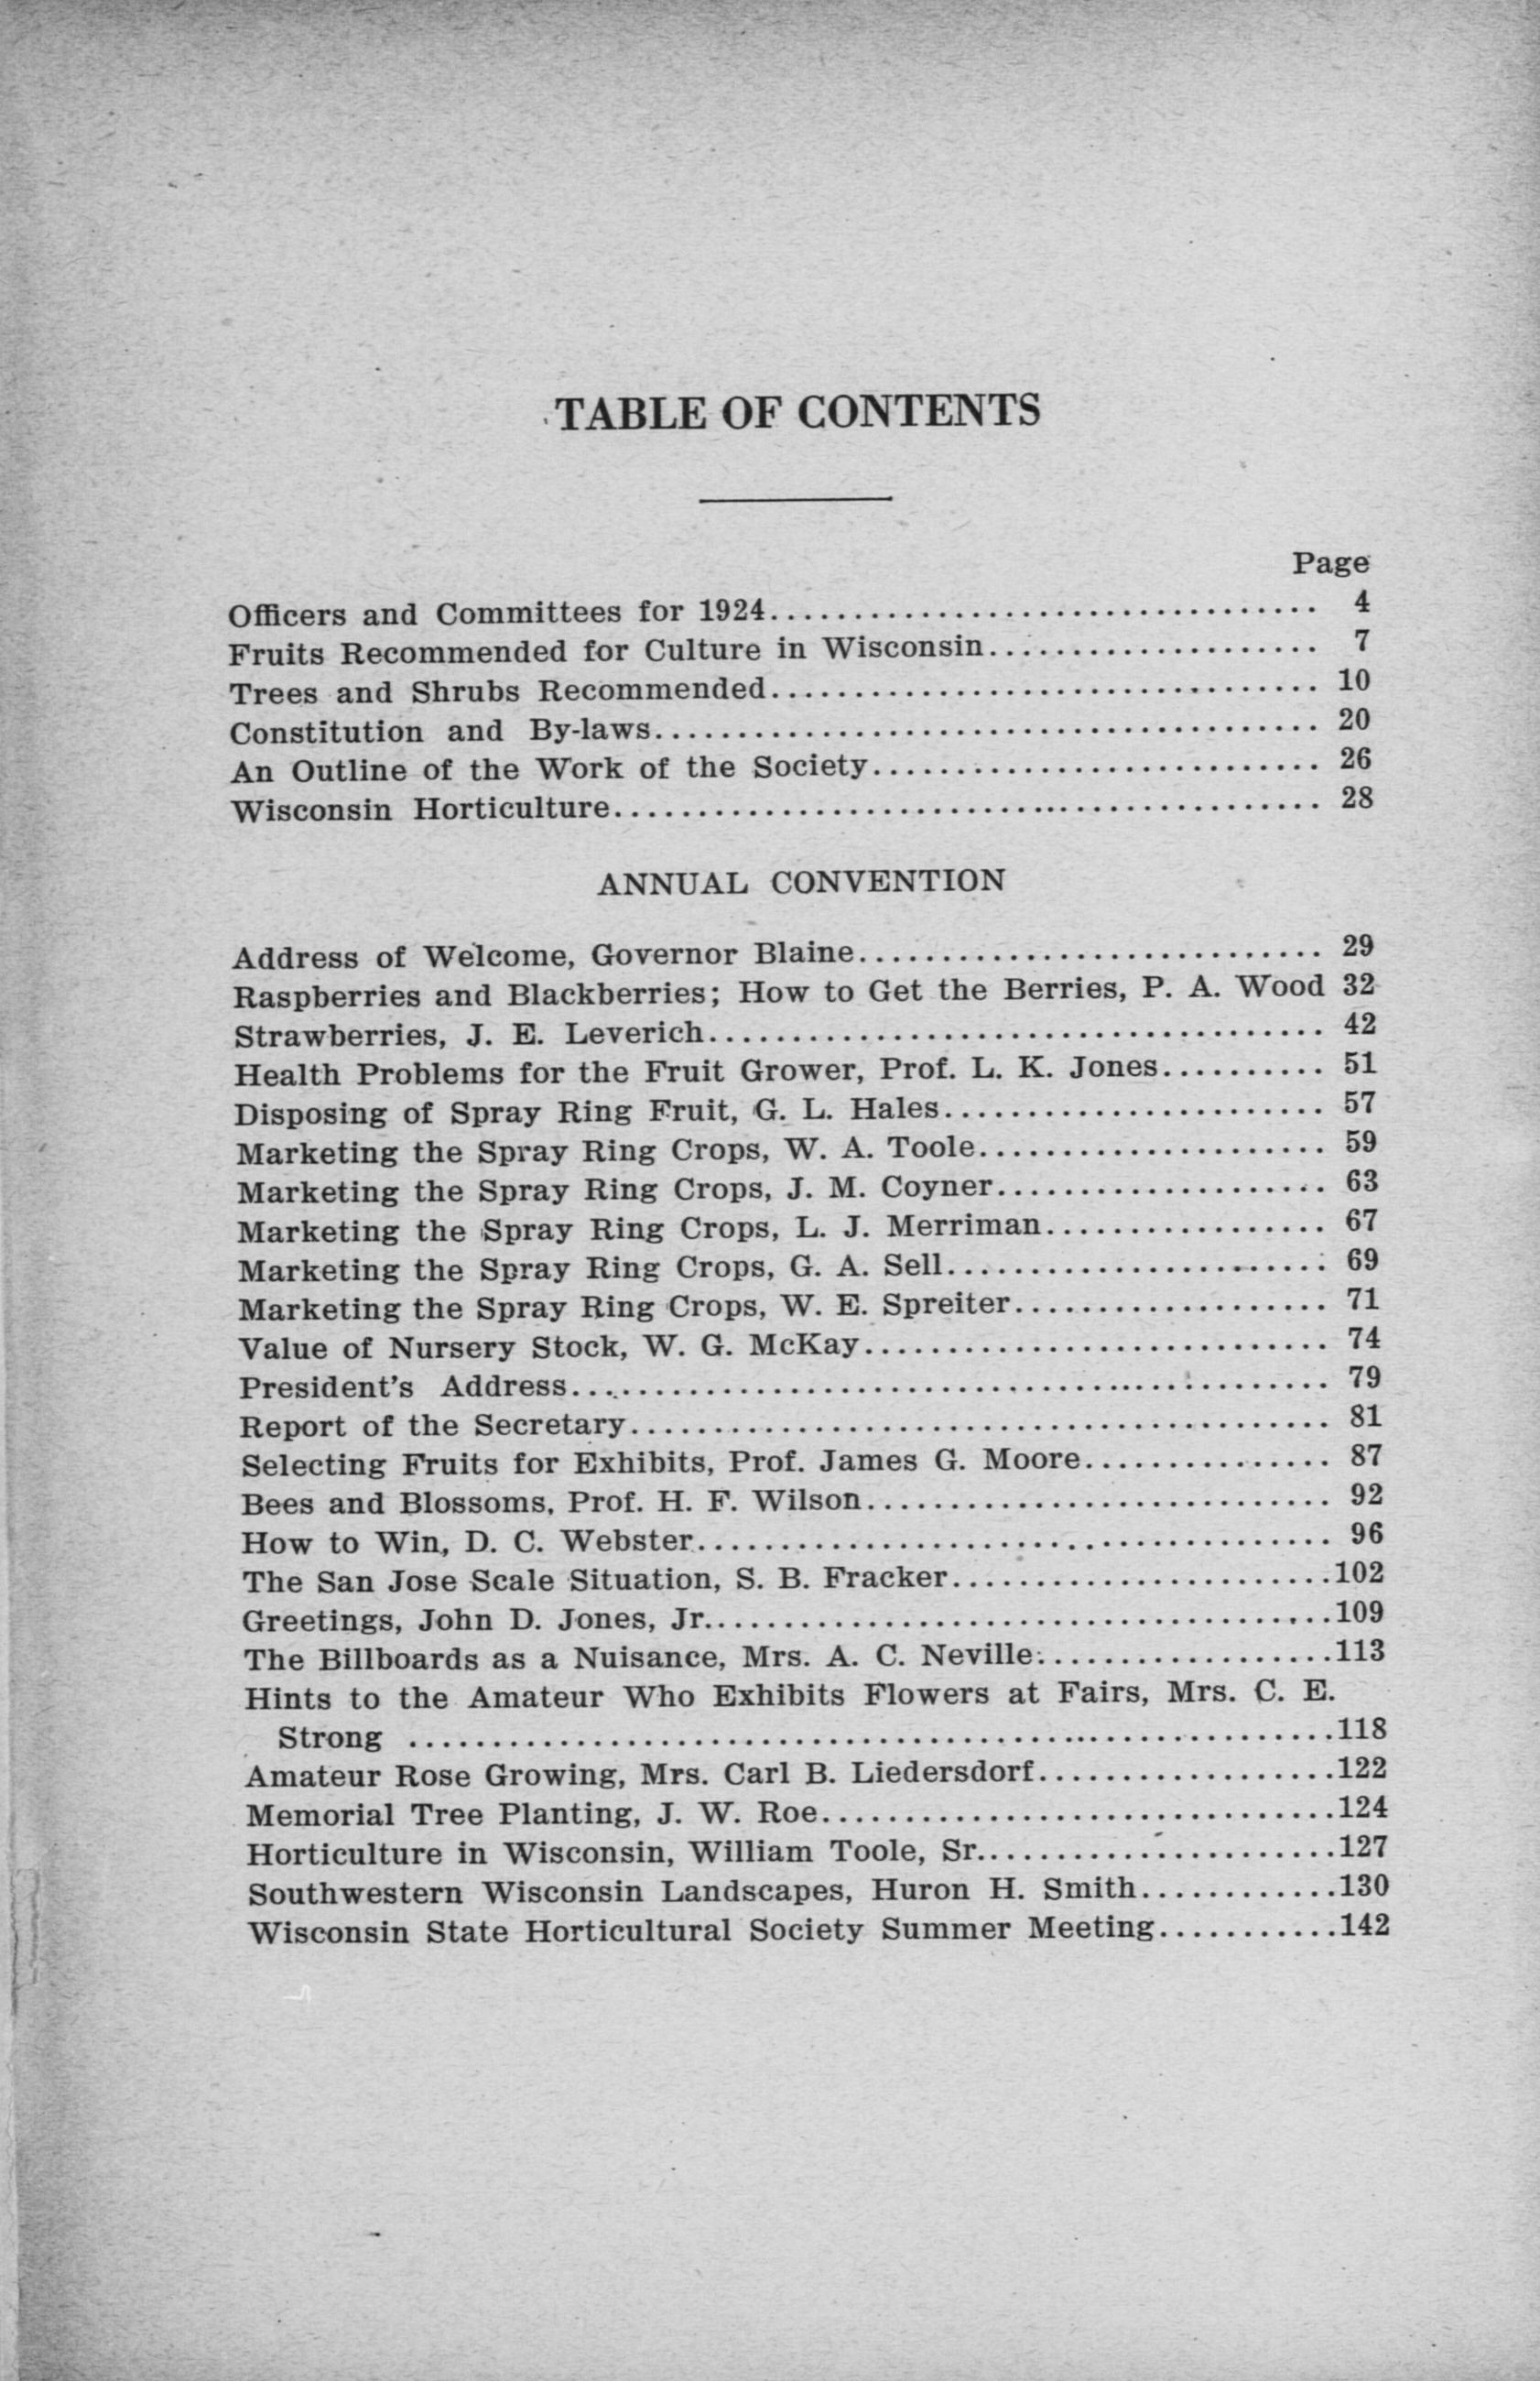 TABLE OF CONTENTS
Page
Officers and Committees for 1924 4
Fruits Recommended for Culture in Wisconsin 7
Trees and Shrubs Recommended 10
Constitution and By-laws 20
An Outline of the Work of the Society 26
Wisconsin Horticulture 28
ANNUAL CONVENTION
Address of Welcome, Governor Blaine 29
Raspberries and Blackberries; How to Get the Berries, P. A. Wood 32
Strawberries, J. E. Leverich 42
Health Problems for the Fruit Grower, Prof. L. K. Jones 51
Disposing of Spray Ring Fruit, G. L. Hales 57
Marketing the Spray Ring Crops, W. A. Toole 59
Marketing the Spray Ring Crops, J. M. Coyner 63
Marketing the Spray Ring Crops, L. J. Merriman 67
Marketing the Spray Ring Crops, G. A. Sell 69
Marketing the Spray Ring Crops, W. E. Spreiter 71
Value of Nursery Stock, W. G. McKay 74
President's Address 79
Report of the Secretary 81
Selecting Fruits for Exhibits, Prof. James G. Moore 87
Bees and Blossoms, Prof. H. F. Wilson 92
How to Win, D. C. Webster 96
The San Jose Scale Situation, S. B. Fracker 102
Greetings, John D. Jones, Jr. 109
The Billboards as a Nuisance, Mrs. A. C. Neville 113
Hints to the Amateur Who Exhibits Flowers at Fairs, Mrs. C. E.
Strong 118
Amateur Rose Growing, Mrs. Carl B. Liedersdorf 122
Memorial Tree Planting, J. W. Roe 124
Horticulture in Wisconsin, William Toole, Sr. 127
Southwestern Wisconsin Landscapes, Huron H. Smith 130
Wisconsin State Horticultural Society Summer Meeting 142